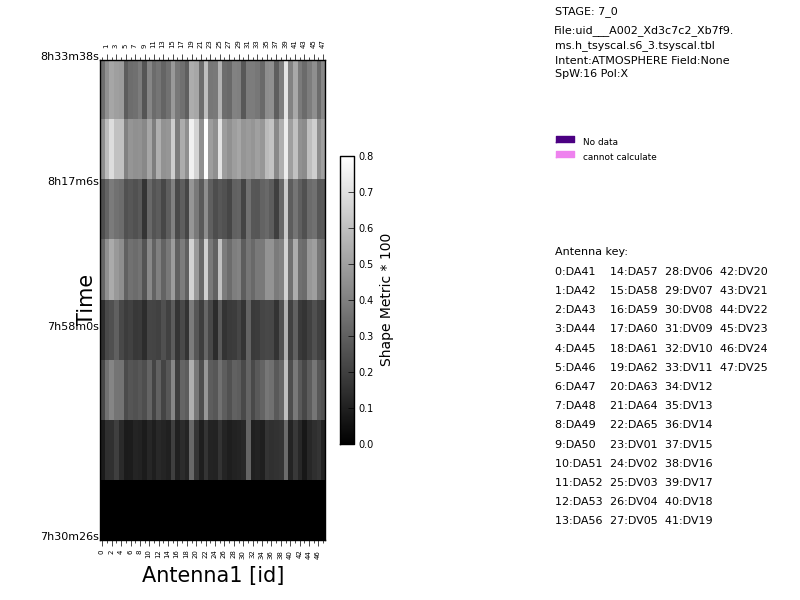 STAGE: 7_0
File:uid___A002_Xd3c7c2_Xb7f9.
ms.h_tsyscal.s6_3.tsyscal.tbl
Intent:ATMOSPHERE Field:None
SpW:16 Pol:X
1 3 5 7 9 11 13 15 17 19 21 23 25 27 29 31 33 35 37 39 41 43 45 47
8h33m38s
8h17m6s
7h58m0s
7h30m26s
Time
0 2 4 6 8 10 12 14 16 18 20 22 24 26 28 30 32 34 36 38 40 42 44 46
Antenna1 [id]
0.8
0.7
0.6
0.5
0.4
0.3
0.2
0.1
0.0
Shape Metric * 100
No data
cannot calculate
Antenna key:
0:DA41 14:DA57 28:DV06 42:DV20
1:DA42 15:DA58 29:DV07 43:DV21
2:DA43 16:DA59 30:DV08 44:DV22
3:DA44 17:DA60 31:DV09 45:DV23
4:DA45 18:DA61 32:DV10 46:DV24
5:DA46 19:DA62 33:DV11 47:DV25
6:DA47 20:DA63 34:DV12
7:DA48 21:DA64 35:DV13
8:DA49 22:DA65 36:DV14
9:DA50 23:DV01 37:DV15
10:DA51 24:DV02 38:DV16
11:DA52 25:DV03 39:DV17
12:DA53 26:DV04 40:DV18
13:DA56 27:DV05 41:DV19